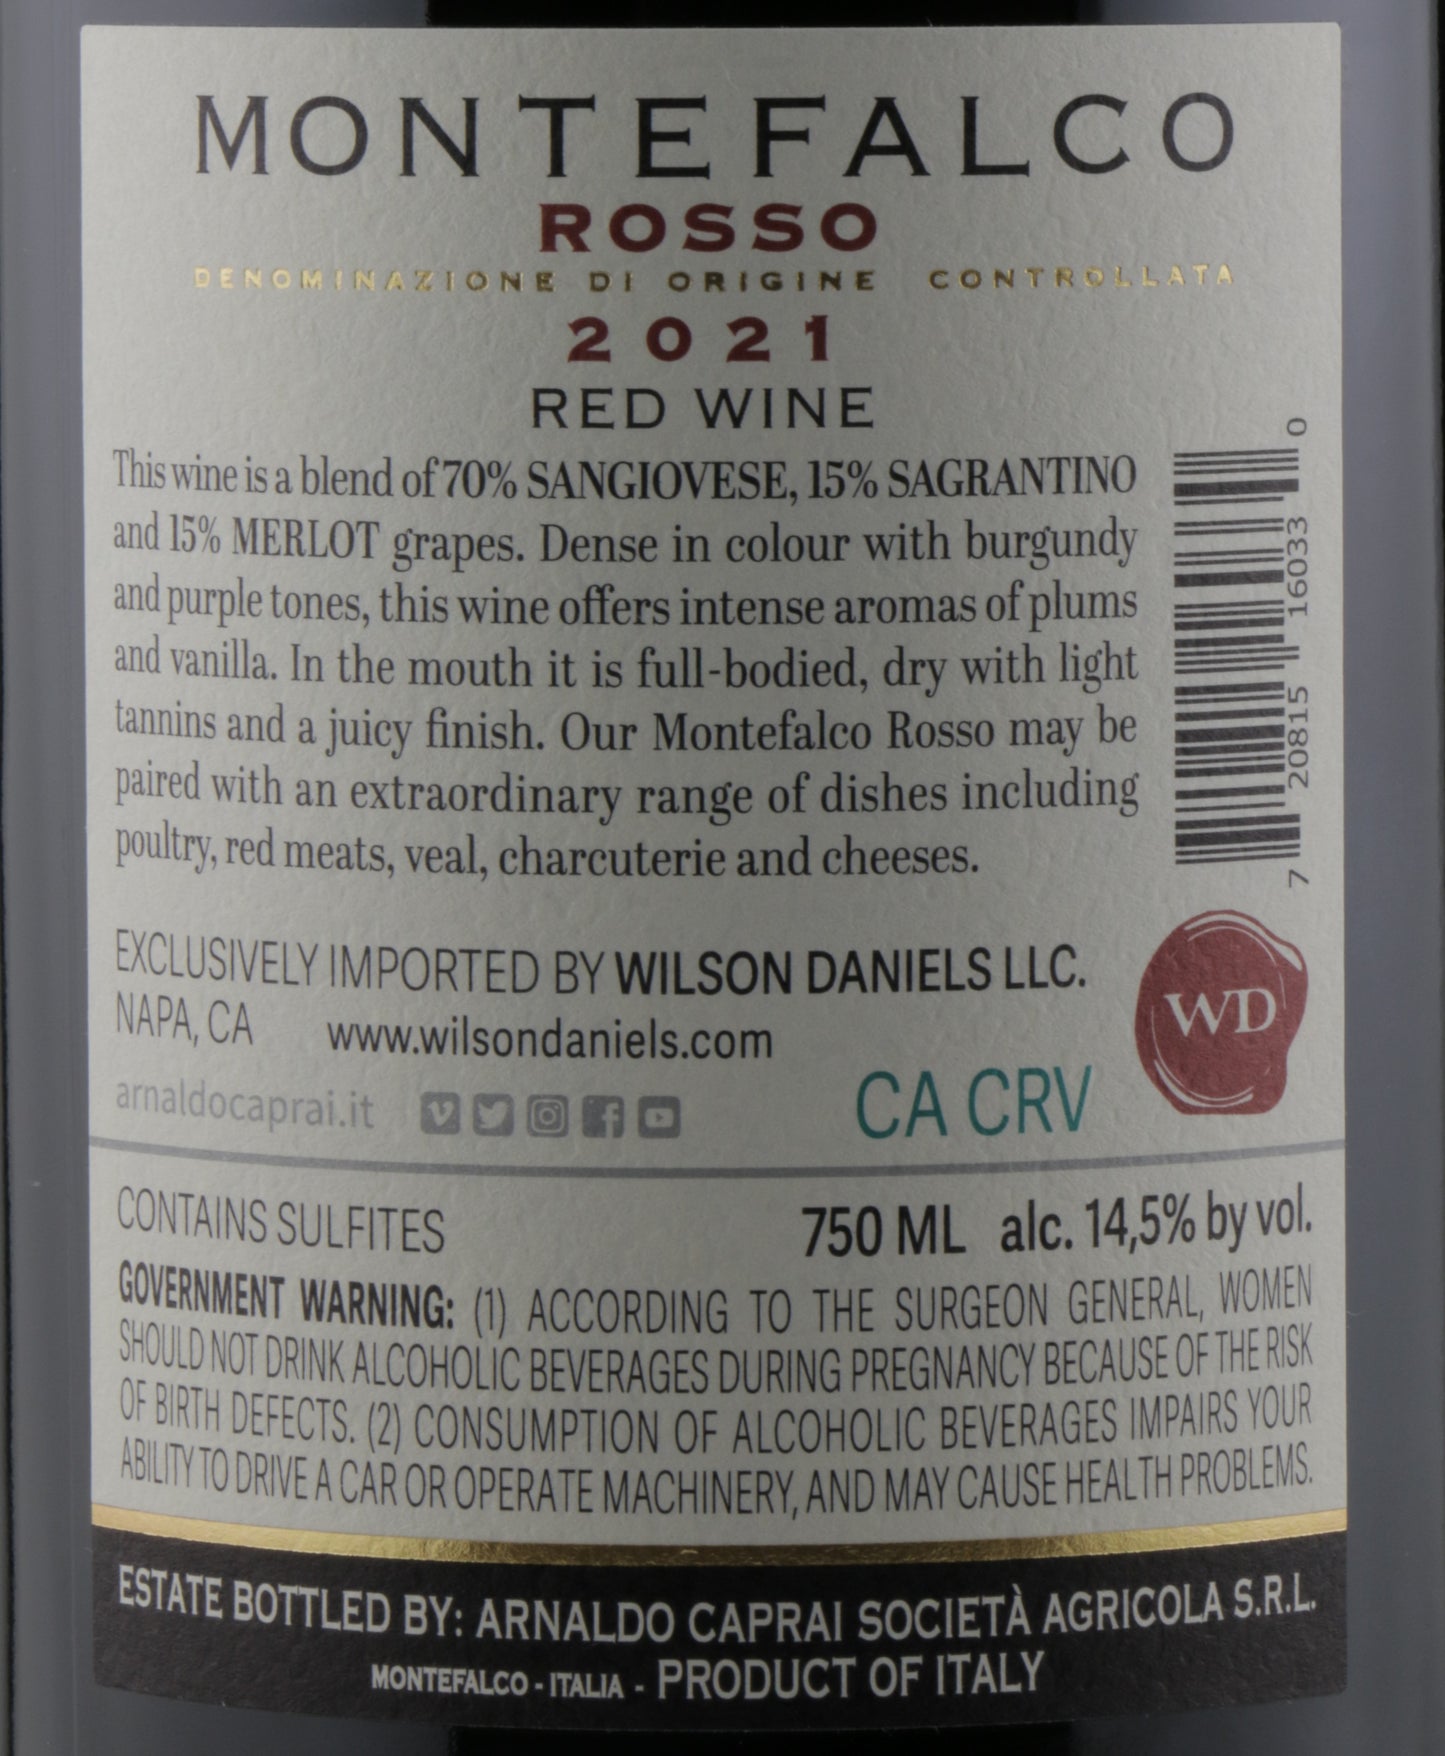 MONTEFALCO
ROSSO
DENOMINAZIONE DI ORIGINE CONTROLLATA
2021
RED WINE
This wine is a blend of 70% SANGIOVESE, 15% SAGRANTINO
and 15% MERLOT grapes. Dense in colour with burgundy
and purple tones, this wine offers intense aromas of plums
and vanilla. In the mouth it is full-bodied, dry with light
tannins and a juicy finish. Our Montefalco Rosso may be
paired with an extraordinary range of dishes including
poultry, red meats, veal, charcuterie and cheeses.
7 20815 16033 0
EXCLUSIVELY IMPORTED BY WILSON DANIELS LLC.
NAPA, CA www.wilsondaniels.com
WD
arnaldocaprai.it
CA CRV
CONTAINS SULFITES 750 ML alc. 14,5% by vol.
GOVERNMENT WARNING: (1) ACCORDING TO THE SURGEON GENERAL, WOMEN
SHOULD NOT DRINK ALCOHOLIC BEVERAGES DURING PREGNANCY BECAUSE OF THE RISK
OF BIRTH DEFECTS. (2) CONSUMPTION OF ALCOHOLIC BEVERAGES IMPAIRS YOUR
ABILITY TO DRIVE A CAR OR OPERATE MACHINERY, AND MAY CAUSE HEALTH PROBLEMS.
ESTATE BOTTLED BY: ARNALDO CAPRAI SOCIETÀ AGRICOLA S.R.L.
MONTEFALCO - ITALIA - PRODUCT OF ITALY